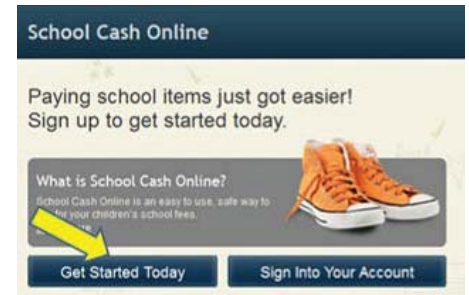 School Cash Online
Paying school items just got easier!
Sign up to get started today.
What is School Cash Online?
School Cash Online is an easy to use, safe way to
for your children's school fees.
Get Started Today
Sign Into Your Account